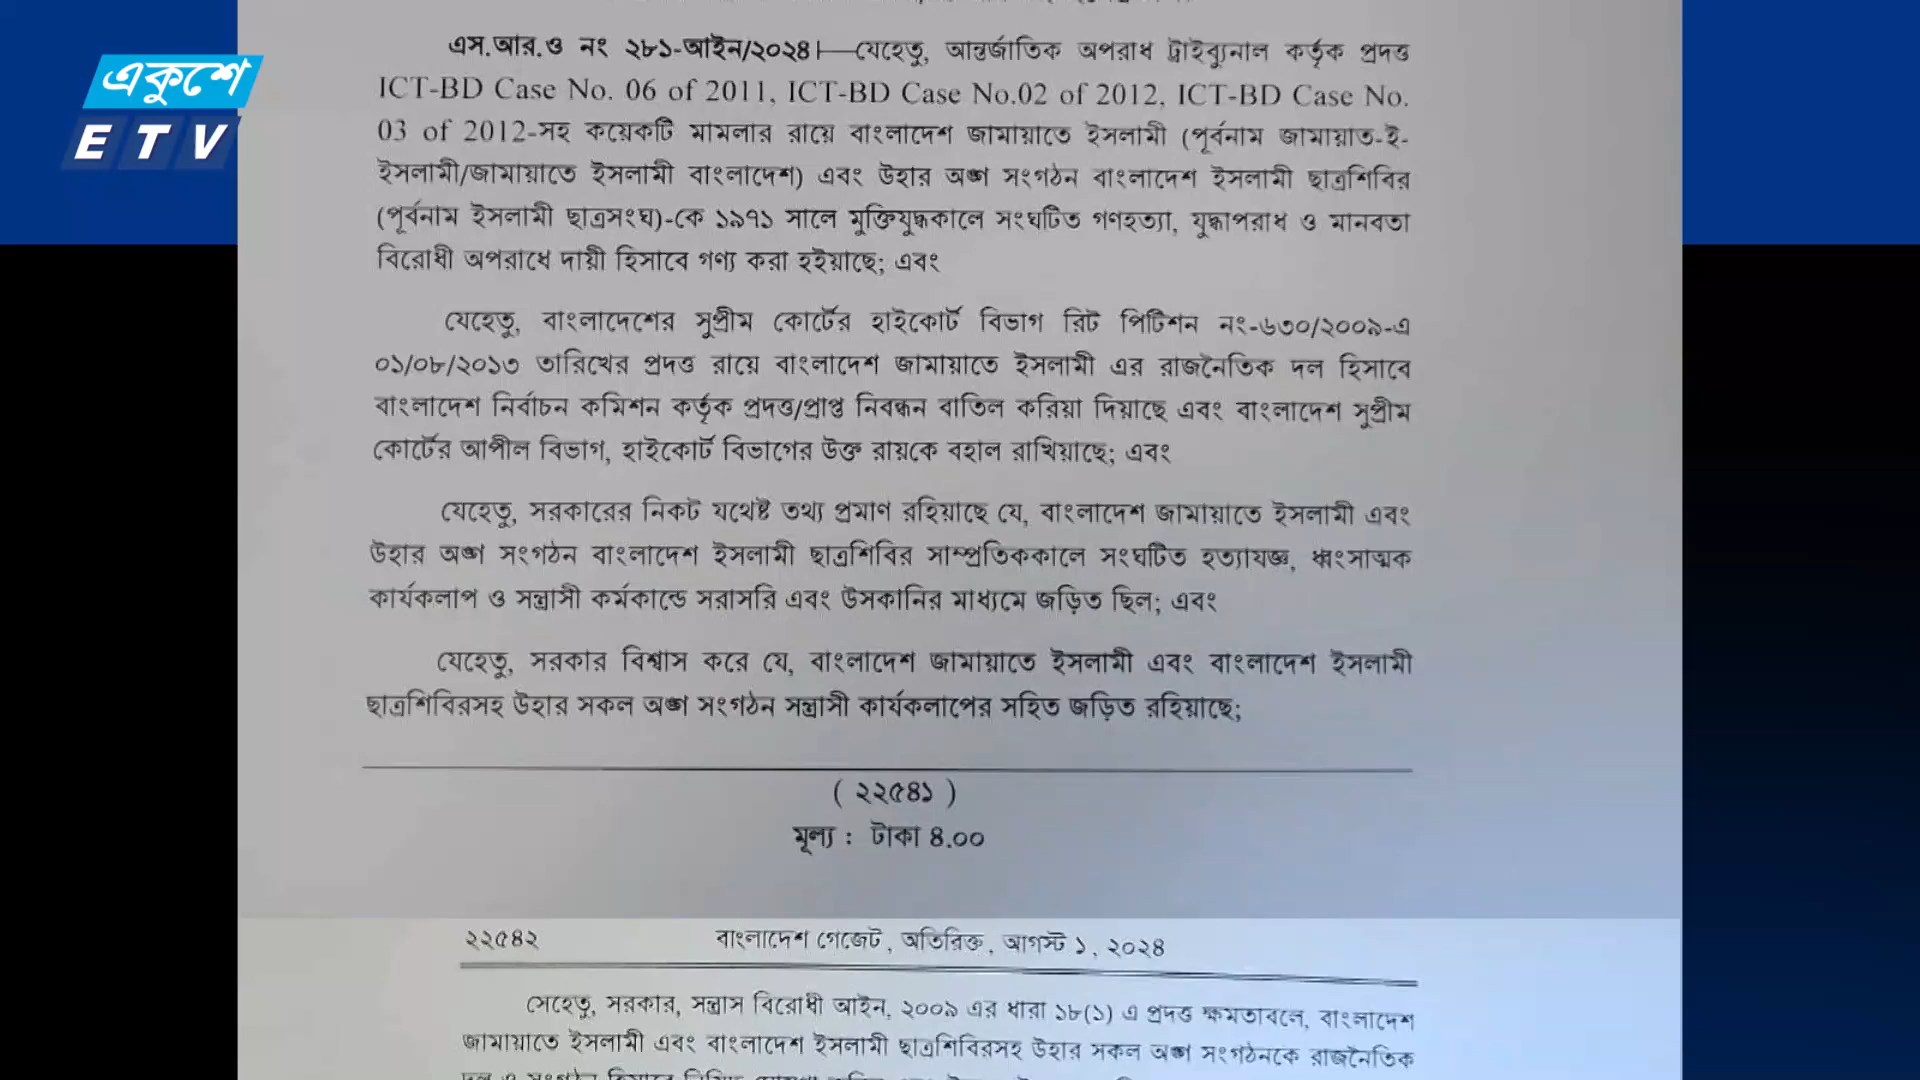 একুশে
ETV
এস.আর.ও নং ২৮১-আইন/২০২৪।—যেহেতু, আন্তর্জাতিক অপরাধ ট্রাইব্যুনাল কর্তৃক প্রদত্ত
ICT-BD Case No. 06 of 2011, ICT-BD Case No.02 of 2012, ICT-BD Case No.
03 of 2012-সহ কয়েকটি মামলার রায়ে বাংলাদেশ জামায়াতে ইসলামী (পূর্বনাম জামায়াত-ই-
ইসলামী/জামায়াতে ইসলামী বাংলাদেশ) এবং উহার অঙ্গ সংগঠন বাংলাদেশ ইসলামী ছাত্রশিবির
(পূর্বনাম ইসলামী ছাত্রসংঘ)-কে ১৯৭১ সালে মুক্তিযুদ্ধকালে সংঘটিত গণহত্যা, যুদ্ধাপরাধ ও মানবতা
বিরোধী অপরাধে দায়ী হিসাবে গণ্য করা হইয়াছে; এবং
যেহেতু, বাংলাদেশের সুপ্রীম কোর্টের হাইকোর্ট বিভাগ রিট পিটিশন নং-৬৩০/২০০৯-এ
০১/০৮/২০১৩ তারিখের প্রদত্ত রায়ে বাংলাদেশ জামায়াতে ইসলামী এর রাজনৈতিক দল হিসাবে
বাংলাদেশ নির্বাচন কমিশন কর্তৃক প্রদত্ত/প্রাপ্ত নিবন্ধন বাতিল করিয়া দিয়াছে এবং বাংলাদেশ সুপ্রীম
কোর্টের আপীল বিভাগ, হাইকোর্ট বিভাগের উক্ত রায়কে বহাল রাখিয়াছে; এবং
যেহেতু, সরকারের নিকট যথেষ্ট তথ্য প্রমাণ রহিয়াছে যে, বাংলাদেশ জামায়াতে ইসলামী এবং
উহার অঙ্গ সংগঠন বাংলাদেশ ইসলামী ছাত্রশিবির সাম্প্রতিককালে সংঘটিত হত্যাযজ্ঞ, ধ্বংসাত্মক
কার্যকলাপ ও সন্ত্রাসী কর্মকান্ডে সরাসরি এবং উসকানির মাধ্যমে জড়িত ছিল; এবং
যেহেতু, সরকার বিশ্বাস করে যে, বাংলাদেশ জামায়াতে ইসলামী এবং বাংলাদেশ ইসলামী
ছাত্রশিবিরসহ উহার সকল অঙ্গ সংগঠন সন্ত্রাসী কার্যকলাপের সহিত জড়িত রহিয়াছে;
( ২২৫৪১ )
মূল্য : টাকা ৪.০০
২২৫৪২ বাংলাদেশ গেজেট, অতিরিক্ত, আগস্ট ১, ২০২৪
সেহেতু, সরকার, সন্ত্রাস বিরোধী আইন, ২০০৯ এর ধারা ১৮(১) এ প্রদত্ত ক্ষমতাবলে, বাংলাদেশ
জামায়াতে ইসলামী এবং বাংলাদেশ ইসলামী ছাত্রশিবিরসহ উহার সকল অঙ্গ সংগঠনকে রাজনৈতিক